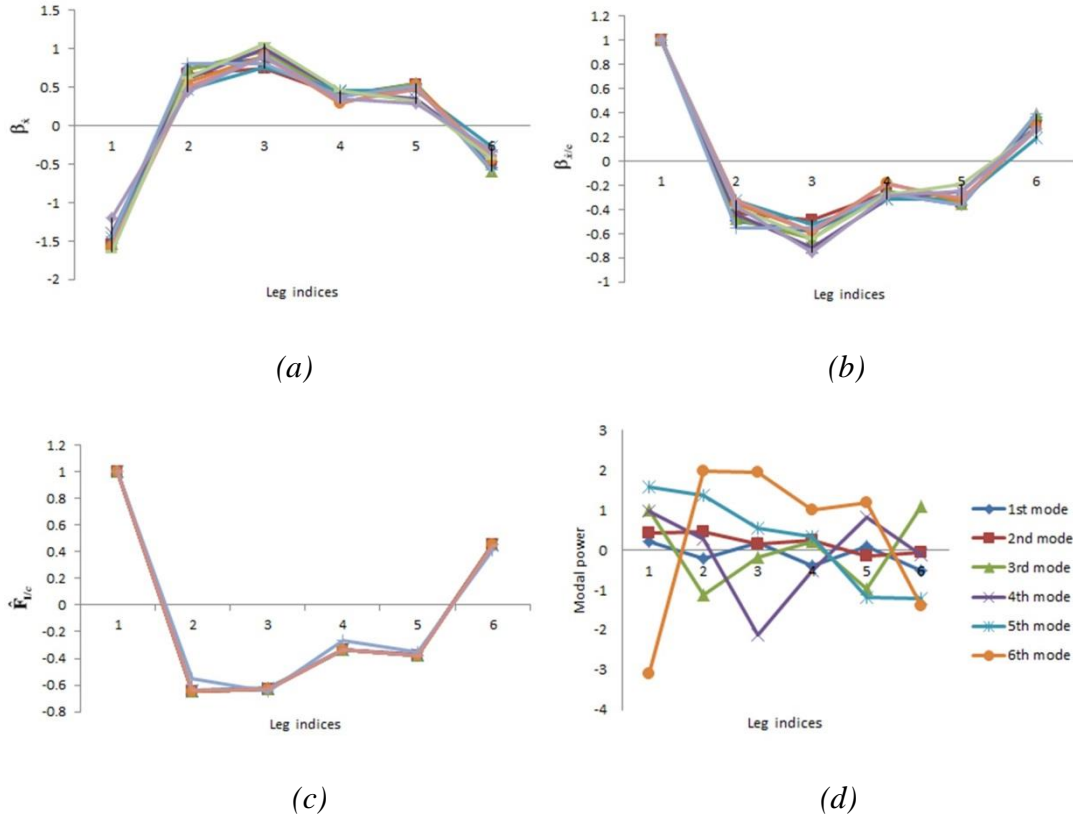 1.5
1
0.5
0
-0.5
-1
-1.5
-2
βẋ
1 2 3 4 5 6
Leg indices
(a)
1.2
1
0.8
0.6
0.4
0.2
0
-0.2
-0.4
-0.6
-0.8
-1
βẋ/c
1 2 3 4 5 6
Leg indices
(b)
1.2
1
0.8
0.6
0.4
0.2
0
-0.2
-0.4
-0.6
-0.8
F̂l/c
1 2 3 4 5 6
Leg indices
(c)
3
2
1
0
-1
-2
-3
-4
Modal power
1 2 3 4 5 6
Leg indices
1st mode
2nd mode
3rd mode
4th mode
5th mode
6th mode
(d)